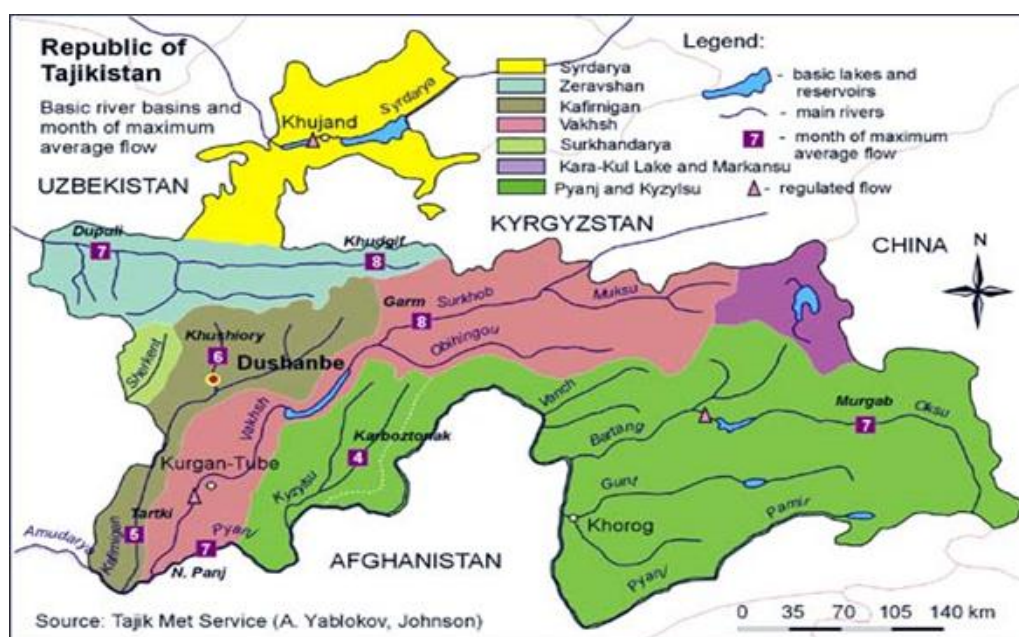 Republic of
Tajikistan
Basic river basins and
month of maximum
average flow
Legend:
Syrdarya
Zeravshan
Kafirnigan
Vakhsh
Surkhandarya
Kara-Kul Lake and Markansu
Pyanj and Kyzylsu
- basic lakes and
reservoirs
- main rivers
7 - month of maximum
average flow
- regulated flow
Syrdarya
Khujand
UZBEKISTAN
KYRGYZSTAN
CHINA
N
Dupuli
7
Khudgif
8
Garm
8
Surkhob
Muksu
Obihingou
Khushiory
6
Dushanbe
Sherkent
Vakhsh
Vanch
Bartang
Murgab
7
Oksu
Karboztonak
4
Kyzylsu
Kurgan-Tube
Gunt
Khorog
Pamir
Tartki
5
Kafirnigan
Amudarya
Pyanj
7
N. Panj
AFGHANISTAN
Pyanj
Source: Tajik Met Service (A. Yablokov, Johnson)
0 35 70 105 140 km